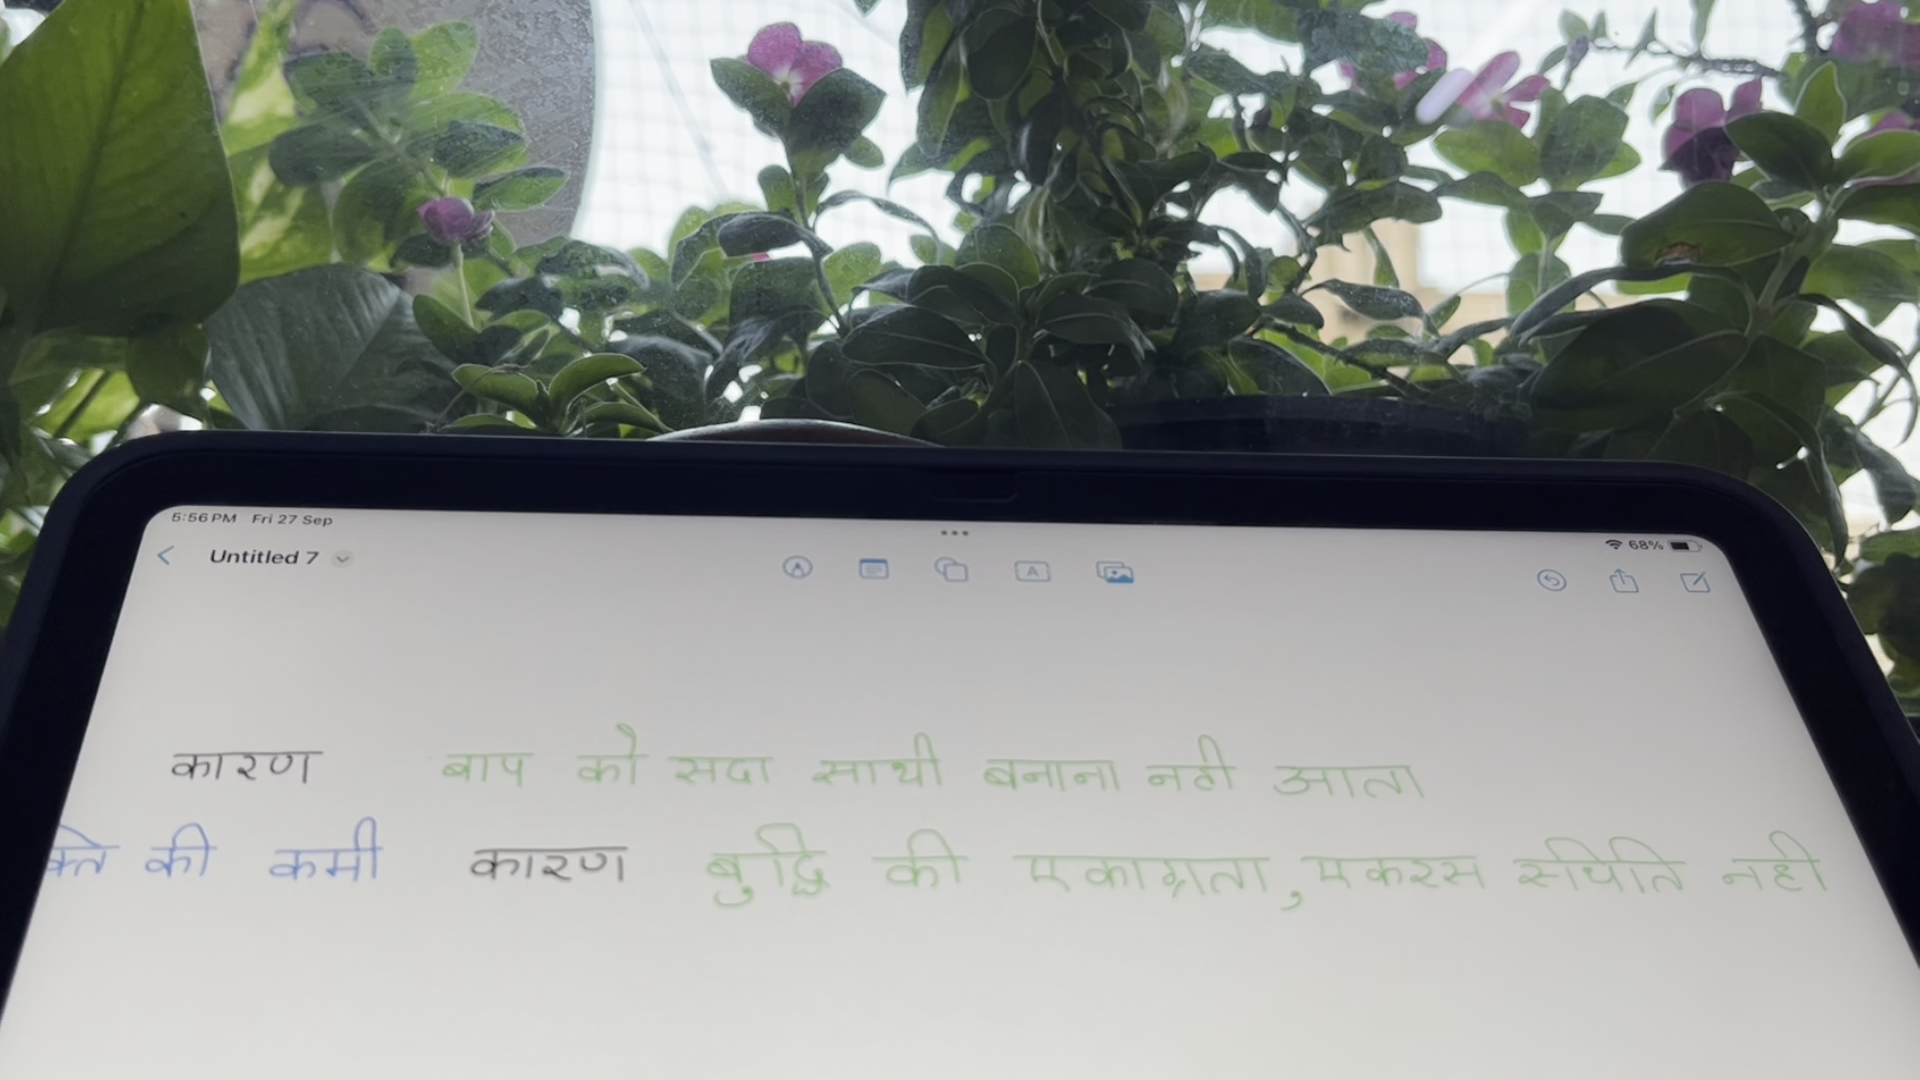 5:56 PM Fri 27 Sep
68%
Untitled 7
कारण बाप को सदा साथी बनाना नही आता
की कमी कारण बुद्धि की एकाग्रता, एकरस स्थिति नही